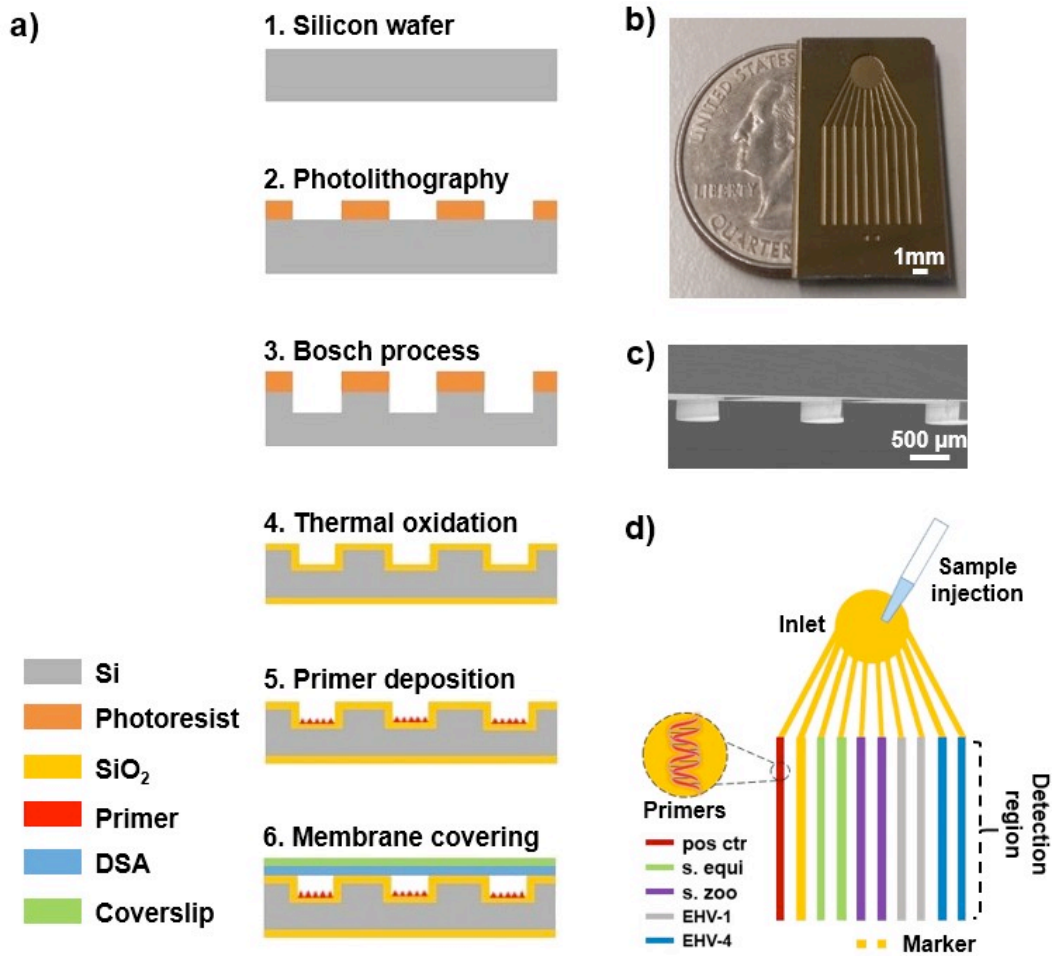 a)
1. Silicon wafer
2. Photolithography
3. Bosch process
4. Thermal oxidation
5. Primer deposition
6. Membrane covering
Si
Photoresist
SiO₂
Primer
DSA
Coverslip
b)
UNITED STATES
LIBERTY
QUARTER
1mm
c)
500 µm
d)
Sample
injection
Inlet
Primers
pos ctr
s. equi
s. zoo
EHV-1
EHV-4
Detection
region
Marker